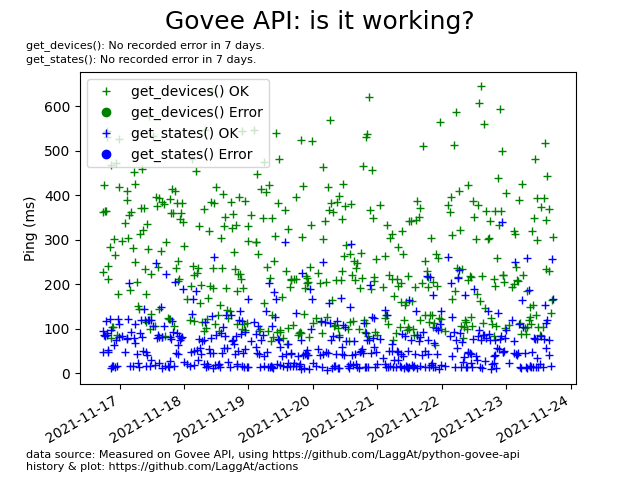 Govee API: is it working?
get_devices(): No recorded error in 7 days.
get_states(): No recorded error in 7 days.
get_devices() OK
get_devices() Error
get_states() OK
get_states() Error
Ping (ms)
600
500
400
300
200
100
0
2021-11-17
2021-11-18
2021-11-19
2021-11-20
2021-11-21
2021-11-22
2021-11-23
2021-11-24
data source: Measured on Govee API, using https://github.com/LaggAt/python-govee-api
history & plot: https://github.com/LaggAt/actions